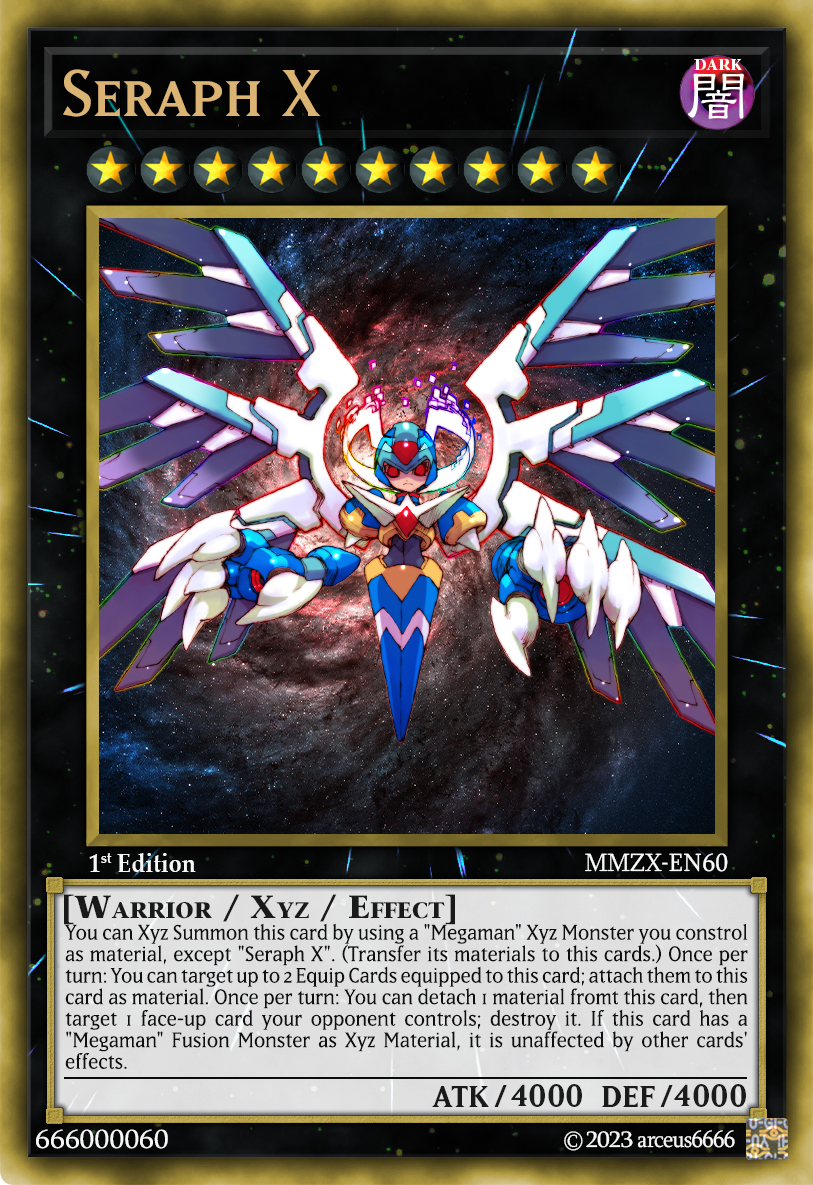 Seraph X
DARK
闇
1st Edition
MMZX-EN60
[Warrior / Xyz / Effect]
You can Xyz Summon this card by using a "Megaman" Xyz Monster you constrol
as material, except "Seraph X". (Transfer its materials to this cards.) Once per
turn: You can target up to 2 Equip Cards equipped to this card; attach them to this
card as material. Once per turn: You can detach 1 material fromt this card, then
target 1 face-up card your opponent controls; destroy it. If this card has a
"Megaman" Fusion Monster as Xyz Material, it is unaffected by other cards'
effects.
ATK / 4000 DEF / 4000
666000060
© 2023 arceus6666